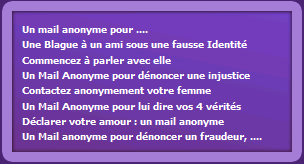 Un mail anonyme pour ....
Une Blague à un ami sous une fausse Identité
Commencez à parler avec elle
Un Mail Anonyme pour dénoncer une injustice
Contactez anonymement votre femme
Un Mail Anonyme pour lui dire vos 4 vérités
Déclarer votre amour : un mail anonyme
Un Mail anonyme pour dénoncer un fraudeur, ....